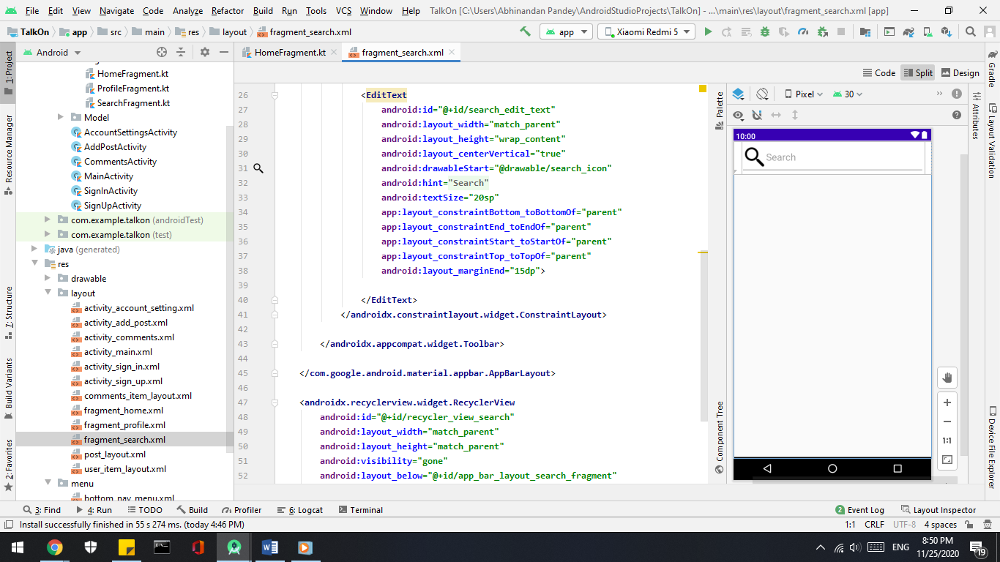 File Edit View Navigate Code Analyze Refactor Build Run Tools VCS Window Help TalkOn [C:\Users\Abhinandan Pandey\AndroidStudioProjects\TalkOn] - ...\main\res\layout\fragment_search.xml [app]
TalkOn app src main res layout fragment_search.xml app Xiaomi Redmi 5
Android HomeFragment.kt fragment_search.xml
Code Split Design
1: Project
Resource Manager
7: Structure
Build Variants
2: Favorites
HomeFragment.kt
ProfileFragment.kt
SearchFragment.kt
Model
AccountSettingsActivity
AddPostActivity
CommentsActivity
MainActivity
SignInActivity
SignUpActivity
com.example.talkon (androidTest)
com.example.talkon (test)
java (generated)
res
drawable
layout
activity_account_setting.xml
activity_add_post.xml
activity_comments.xml
activity_main.xml
activity_sign_in.xml
activity_sign_up.xml
comments_item_layout.xml
fragment_home.xml
fragment_profile.xml
fragment_search.xml
post_layout.xml
user_item_layout.xml
menu
bottom_nav_menu.xml
26 <EditText
27 android:id="@+id/search_edit_text"
28 android:layout_width="match_parent"
29 android:layout_height="wrap_content"
30 android:layout_centerVertical="true"
31 android:drawableStart="@drawable/search_icon"
32 android:hint="Search"
33 android:textSize="20sp"
34 app:layout_constraintBottom_toBottomOf="parent"
35 app:layout_constraintEnd_toEndOf="parent"
36 app:layout_constraintStart_toStartOf="parent"
37 app:layout_constraintTop_toTopOf="parent"
38 android:layout_marginEnd="15dp">
39
40 </EditText>
41 </androidx.constraintlayout.widget.ConstraintLayout>
42
43 </androidx.appcompat.widget.Toolbar>
44
45 </com.google.android.material.appbar.AppBarLayout>
46
47 <androidx.recyclerview.widget.RecyclerView
48 android:id="@+id/recycler_view_search"
49 android:layout_width="match_parent"
50 android:layout_height="match_parent"
51 android:visibility="gone"
52 android:layout_below="@+id/app_bar_layout_search_fragment"
Palette
Component Tree
Pixel 30
10:00
Search
1:1
Attributes
Gradle
Layout Validation
Device File Explorer
3: Find 4: Run TODO Build Profiler 6: Logcat Terminal 2 Event Log Layout Inspector
Install successfully finished in 55 s 274 ms. (today 4:46 PM) 1:1 CRLF UTF-8 4 spaces
ENG 8:50 PM
11/25/2020
19